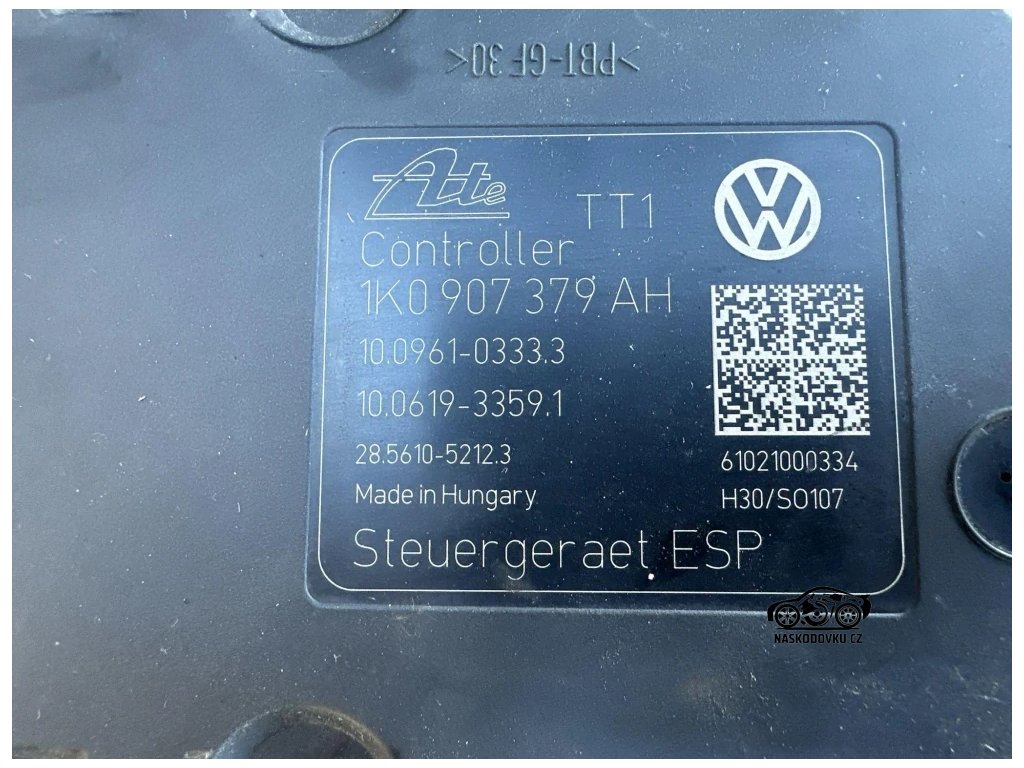 >PBT-GF 30<
Ate
TT1
Controller
1K0 907 379 AH
10.0961-0333.3
10.0619-3359.1
28.5610-5212.3
61021000334
Made in Hungary
H30/SO107
Steuergeraet ESP
NASKODOVKU.CZ